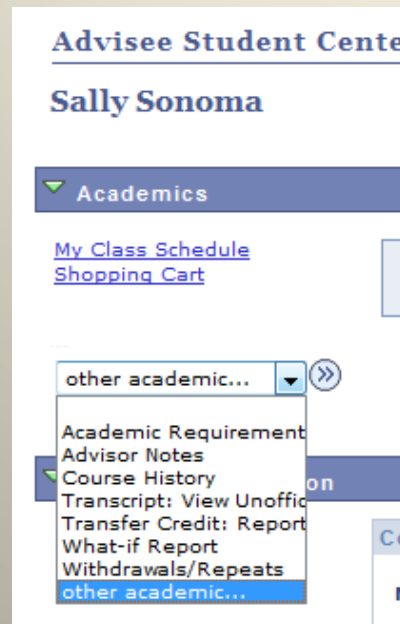 Advisee Student Cente
Sally Sonoma
Academics
My Class Schedule
Shopping Cart
other academic...
Academic Requirement
Advisor Notes
Course History
on
Transcript: View Unoffic
Transfer Credit: Report
What-if Report
Withdrawals/Repeats
other academic...